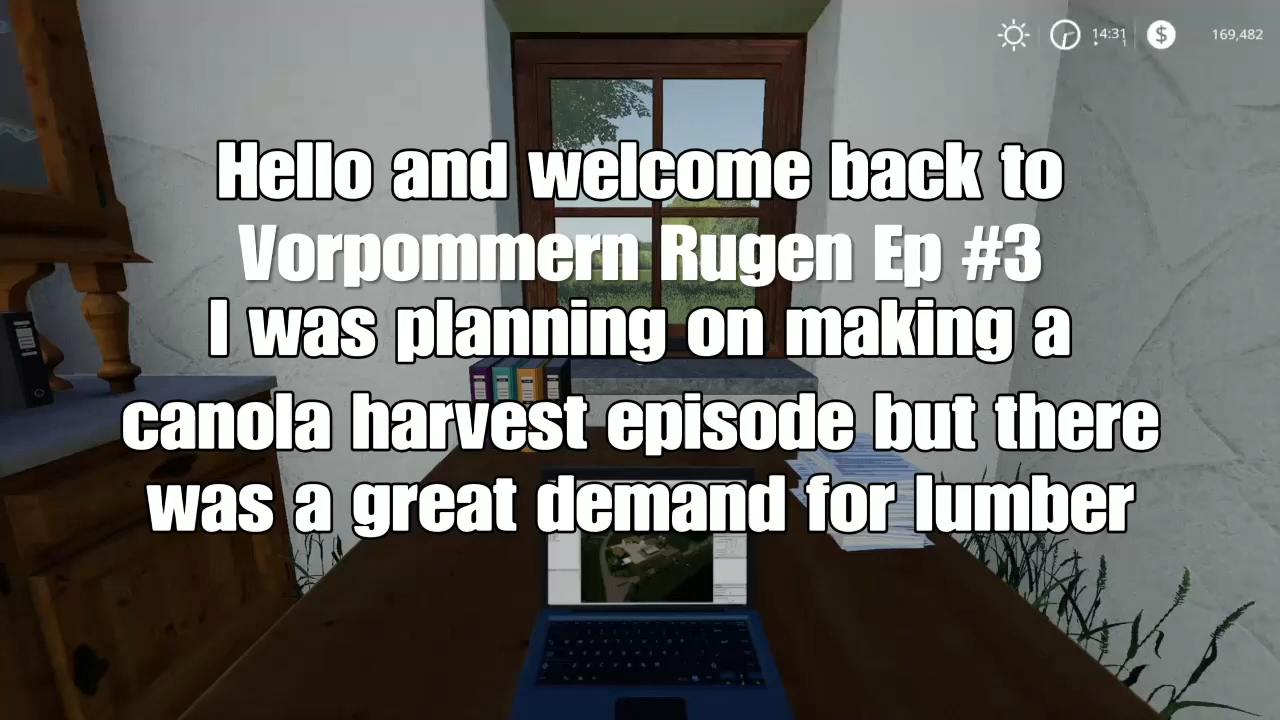 14:31
$
169,482
Hello and welcome back to
Vorpommern Rugen Ep #3
I was planning on making a
canola harvest episode but there
was a great demand for lumber